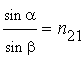 sin α / sin β = n₂₁